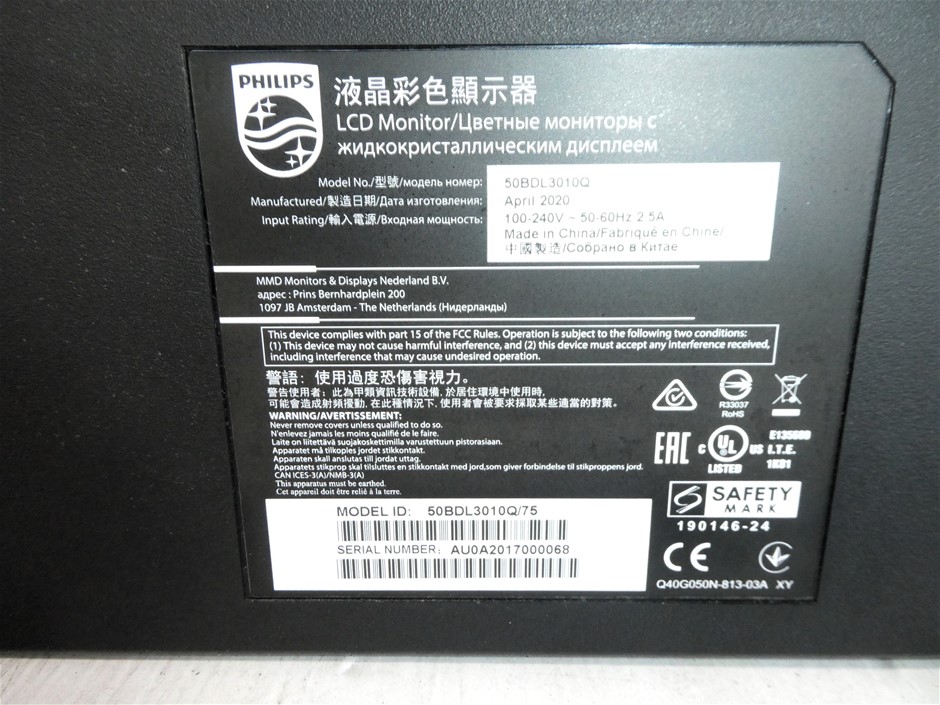 PHILIPS
液晶彩色顯示器
LCD Monitor/Цветные мониторы с
жидкокристаллическим дисплеем
Model No./型號/модель номер: 50BDL3010Q
Manufactured/製造日期/Дата изготовления: April 2020
Input Rating/輸入電源/Входная мощность: 100-240V ~ 50-60Hz 2.5A
Made in China/Fabriqué en Chine/
中國製造/Собрано в Китае
MMD Monitors & Displays Nederland B.V.
адрес : Prins Bernhardplein 200
1097 JB Amsterdam - The Netherlands (Нидерланды)
This device complies with part 15 of the FCC Rules. Operation is subject to the following two conditions:
(1) This device may not cause harmful interference, and (2) this device must accept any interference received,
including interference that may cause undesired operation.
警語: 使用過度恐傷害視力。
警告使用者: 此為甲類資訊技術設備, 於居住環境中使用時,
可能會造成射頻擾動, 在此種情況下, 使用者會被要求採取某些適當的對策。
WARNING/AVERTISSEMENT:
Never remove covers unless qualified to do so.
N'enlevez jamais les moins qualifié de le faire.
Laite on liitettävä suojakoskettimilla varustettuun pistorasiaan.
Apparatet må tilkoples jordet stikkontakt.
Apparaten skall anslutas till jordat uttag.
Apparatets stikprop skal tilsluttes en stikkontakt med jord,som giver forbindelse til stikproppens jord.
CAN ICES-3(A)/NMB-3(A)
This apparatus must be earthed.
Cet appareil doit être relié à la terre.
R33037
RoHS
EAC
C UL US
LISTED
E135600
I.T.E.
1K81
SAFETY
MARK
190146-24
CE
Q40G050N-813-03A XY
MODEL ID: 50BDL3010Q/75
SERIAL NUMBER: AU0A2017000068